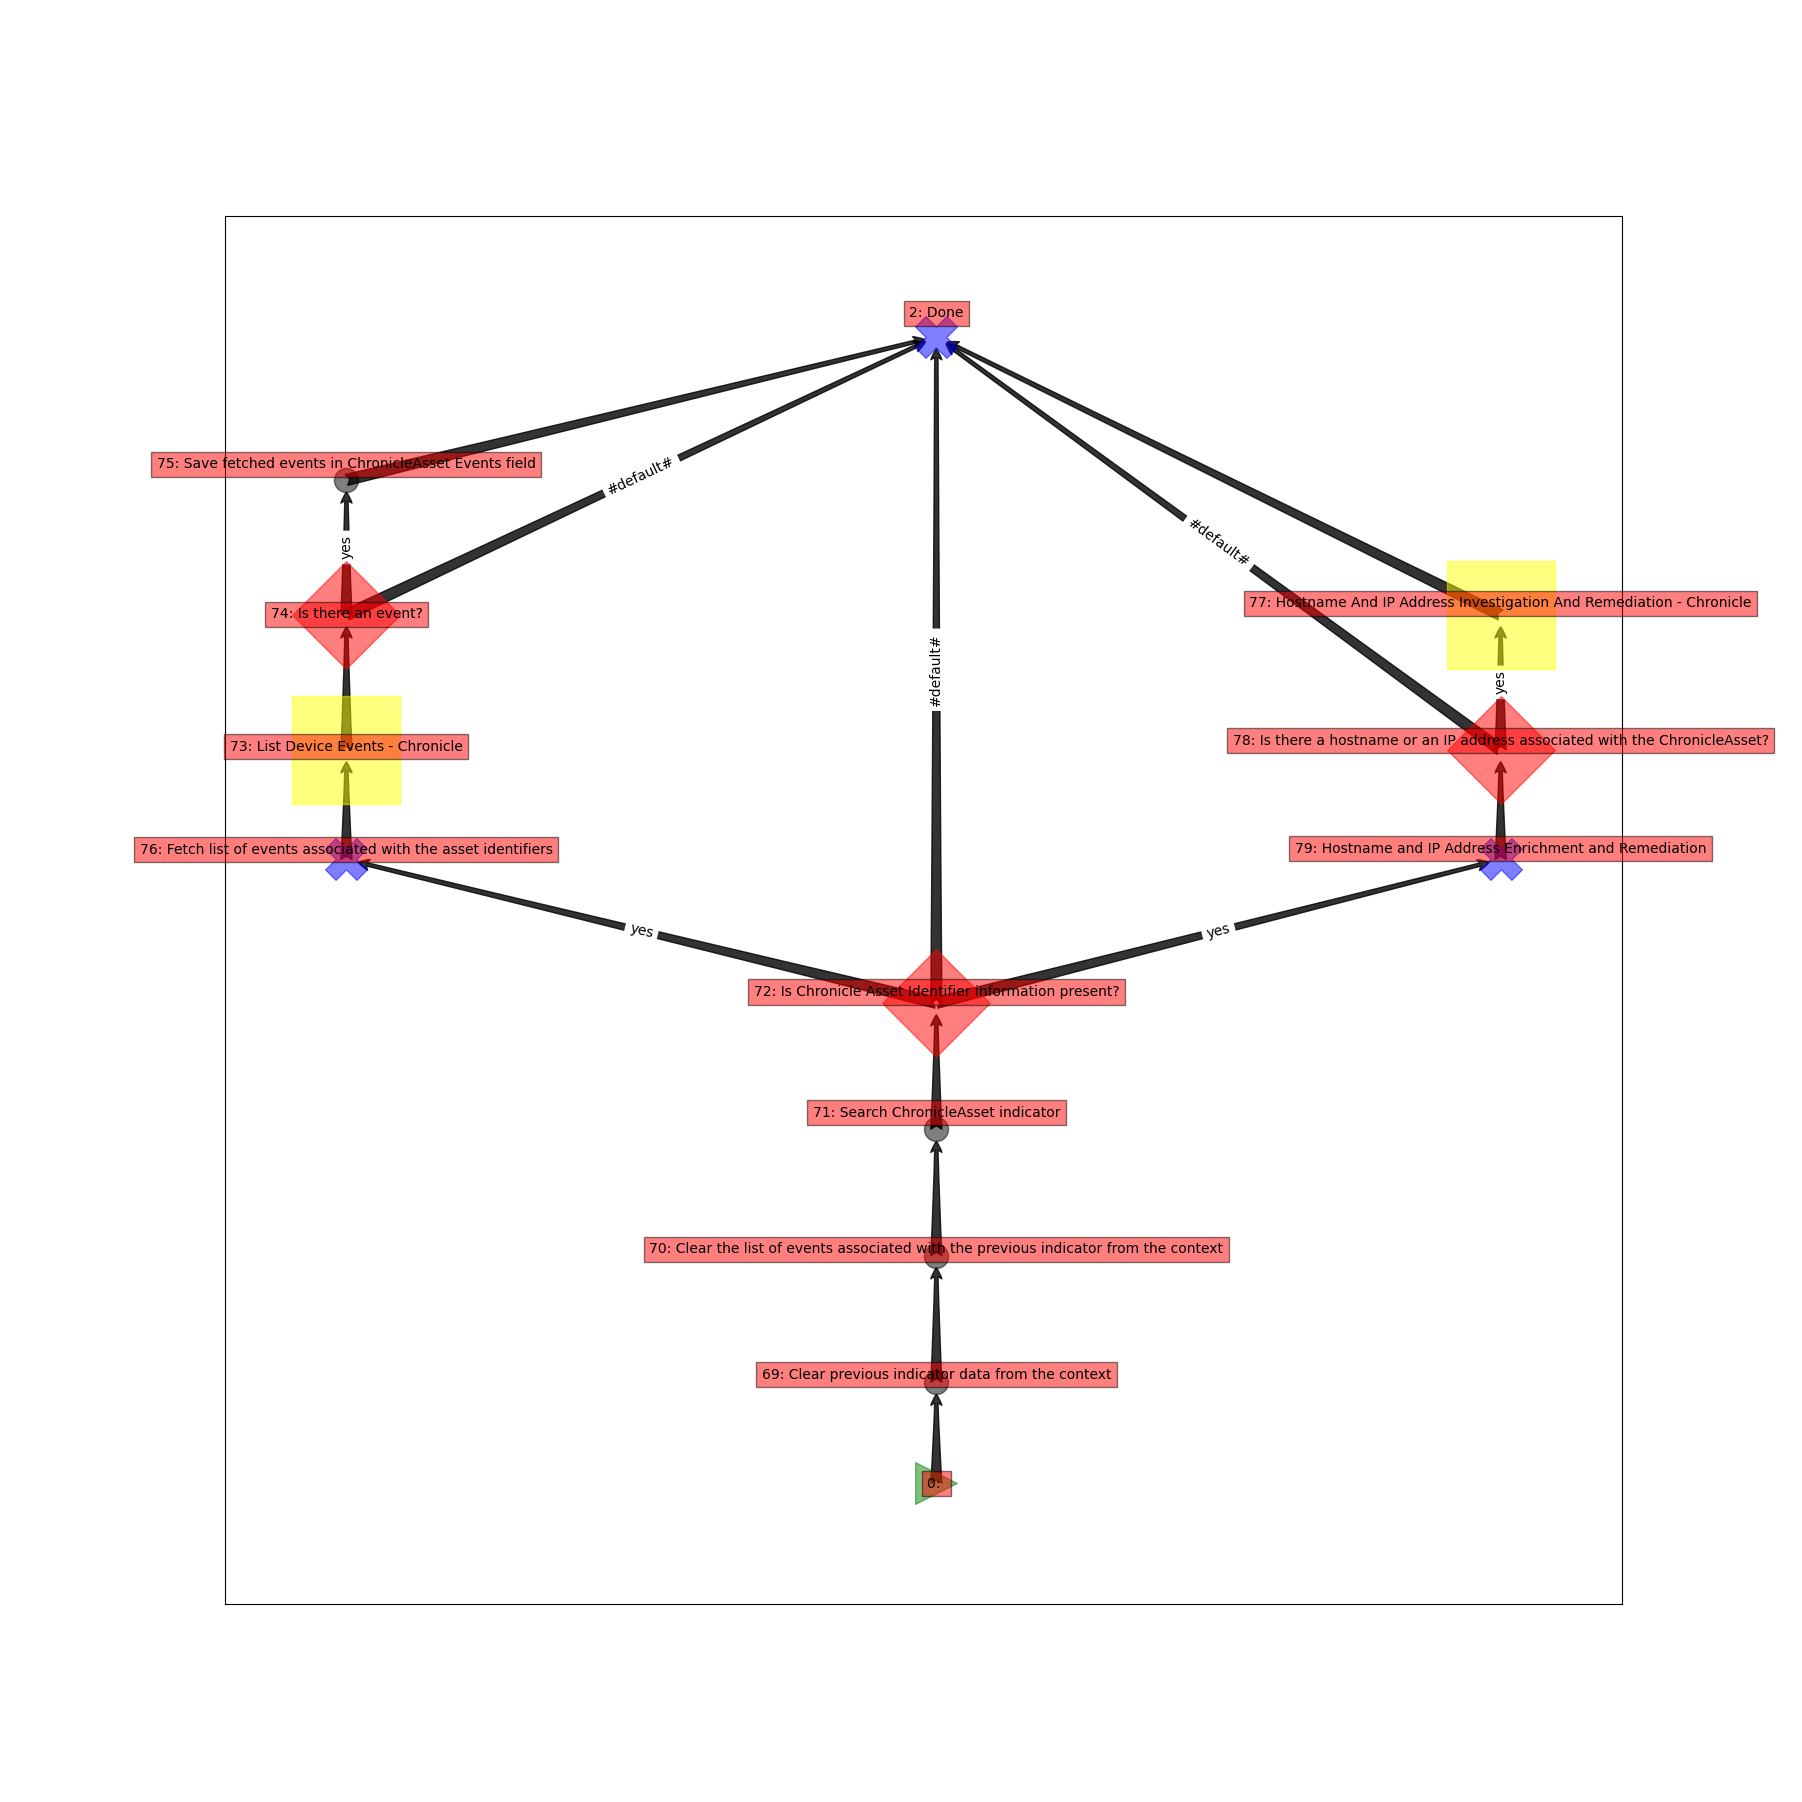 2: Done
75: Save fetched events in ChronicleAsset Events field
#default#
#default#
yes
77: Hostname And IP Address Investigation And Remediation - Chronicle
74: Is there an event?
#default#
yes
78: Is there a hostname or an IP address associated with the ChronicleAsset?
73: List Device Events - Chronicle
76: Fetch list of events associated with the asset identifiers
79: Hostname and IP Address Enrichment and Remediation
yes
yes
72: Is Chronicle Asset Identifier information present?
71: Search ChronicleAsset indicator
70: Clear the list of events associated with the previous indicator from the context
69: Clear previous indicator data from the context
0: